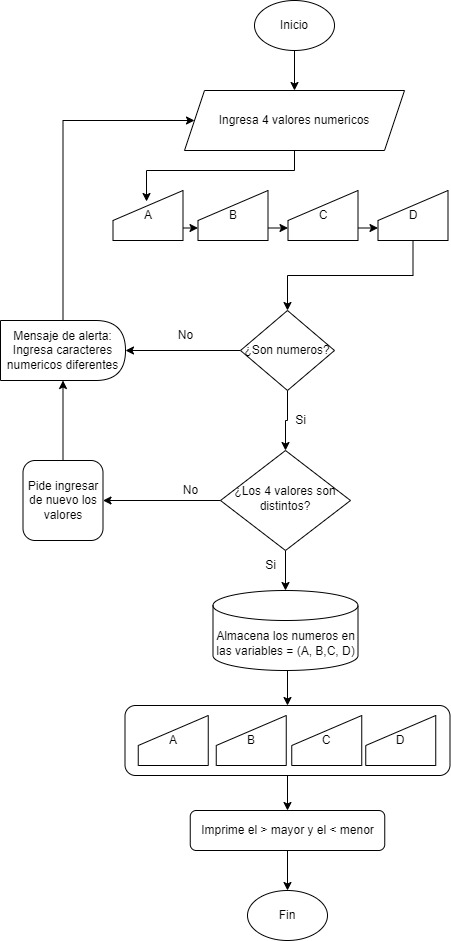 Inicio
Ingresa 4 valores numericos
A
B
C
D
¿Son numeros?
No
Mensaje de alerta:
Ingresa caracteres
numericos diferentes
Si
¿Los 4 valores son
distintos?
No
Pide ingresar
de nuevo los
valores
Si
Almacena los numeros en
las variables = (A, B,C, D)
A
B
C
D
Imprime el > mayor y el < menor
Fin